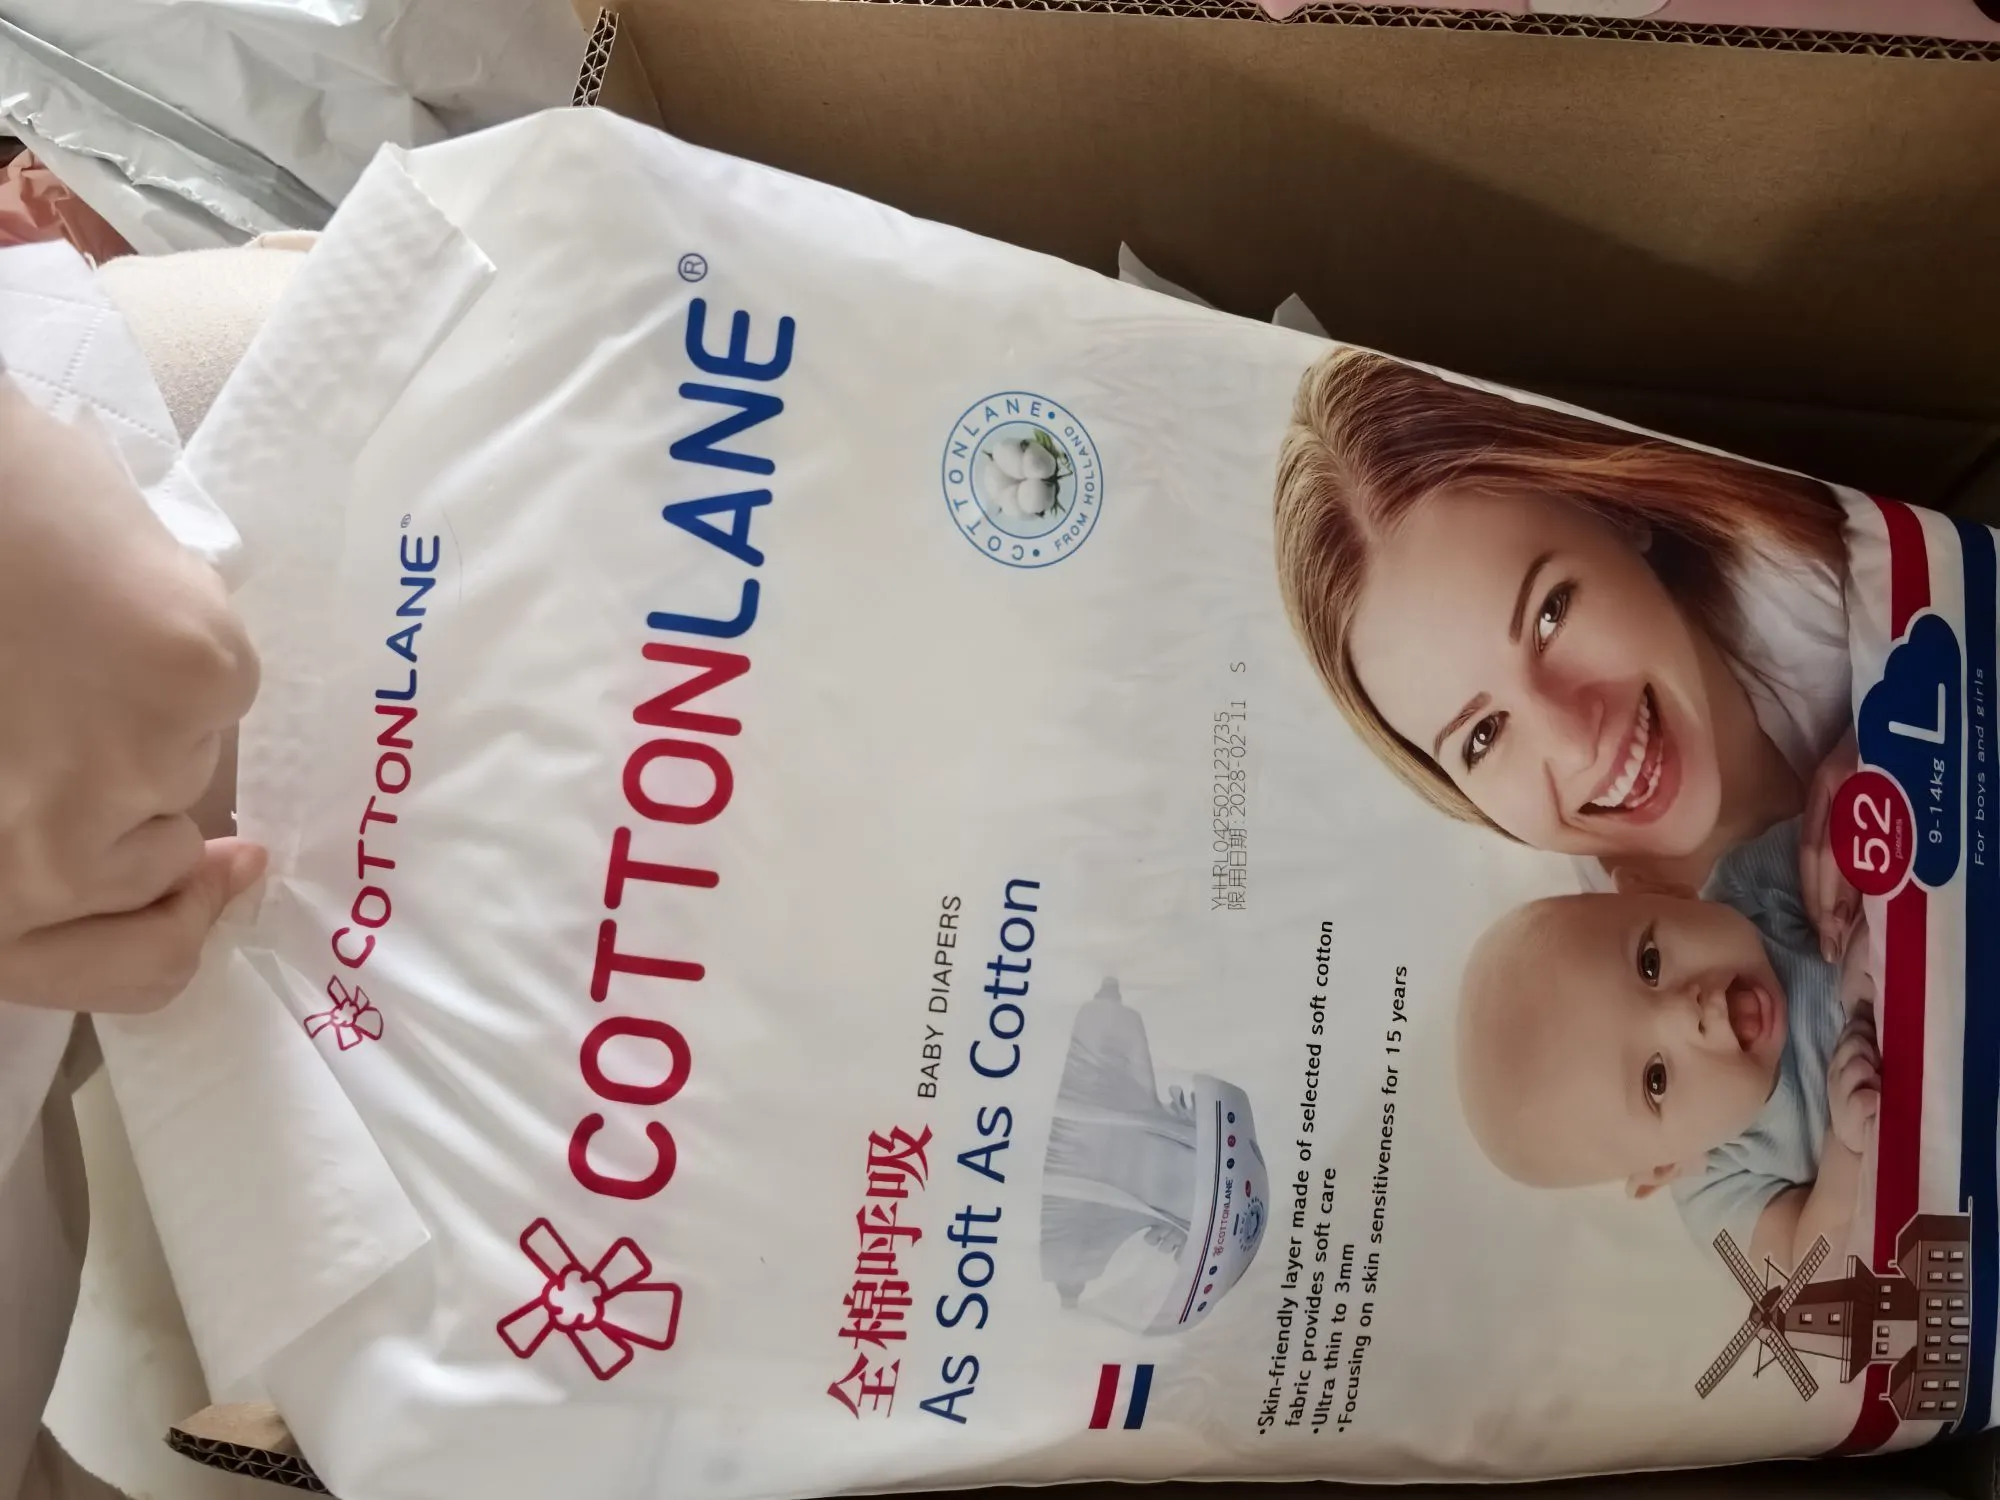 COTTONLANE®
COTTONLANE®
全棉呼吸 BABY DIAPERS
As Soft As Cotton
•COTTONLANE•
FROM HOLLAND
COTTONLANE
YHHRL042502123735
限用日期:2028-02-11 S
•Skin-friendly layer made of selected soft cotton
fabric provides soft care
•Ultra thin to 3mm
•Focusing on skin sensitiveness for 15 years
52
pieces
L
9-14kg
For boys and girls